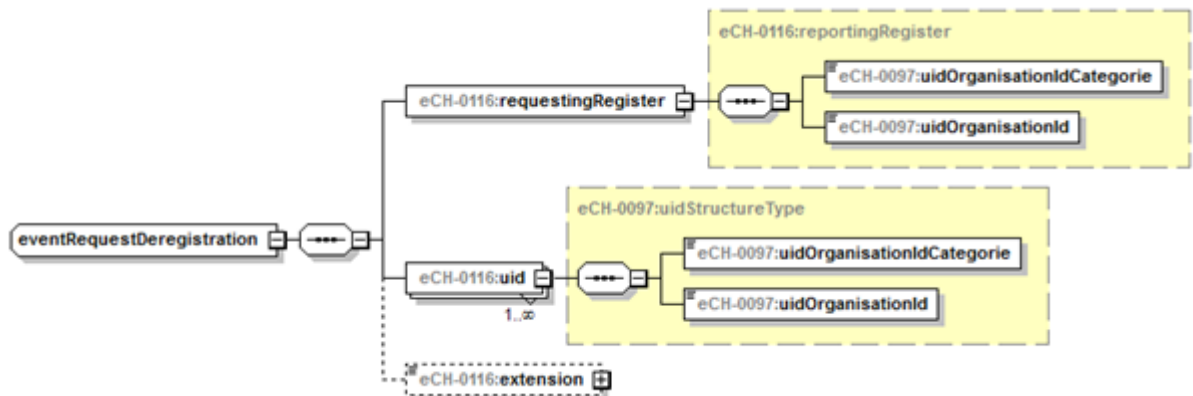 eCH-0116:reportingRegister
eCH-0097:uidOrganisationIdCategorie
eCH-0116:requestingRegister
eCH-0097:uidOrganisationId
eCH-0097:uidStructureType
eventRequestDeregistration
eCH-0097:uidOrganisationIdCategorie
eCH-0116:uid
eCH-0097:uidOrganisationId
1..∞
eCH-0116:extension